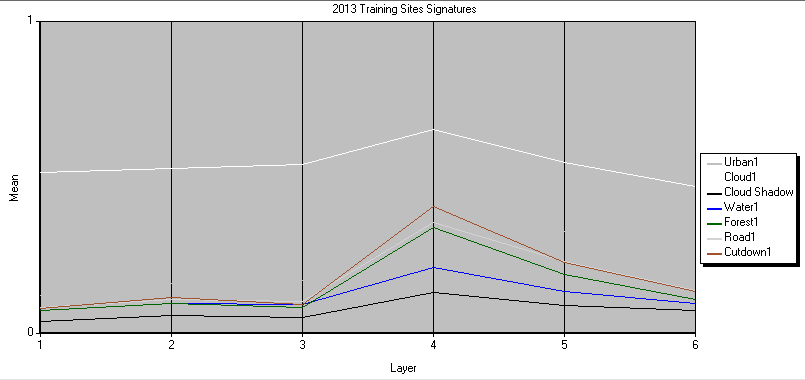 2013 Training Sites Signatures
1
Mean
0
1 2 3 4 5 6
Layer
Urban1
Cloud1
Cloud Shadow
Water1
Forest1
Road1
Cutdown1